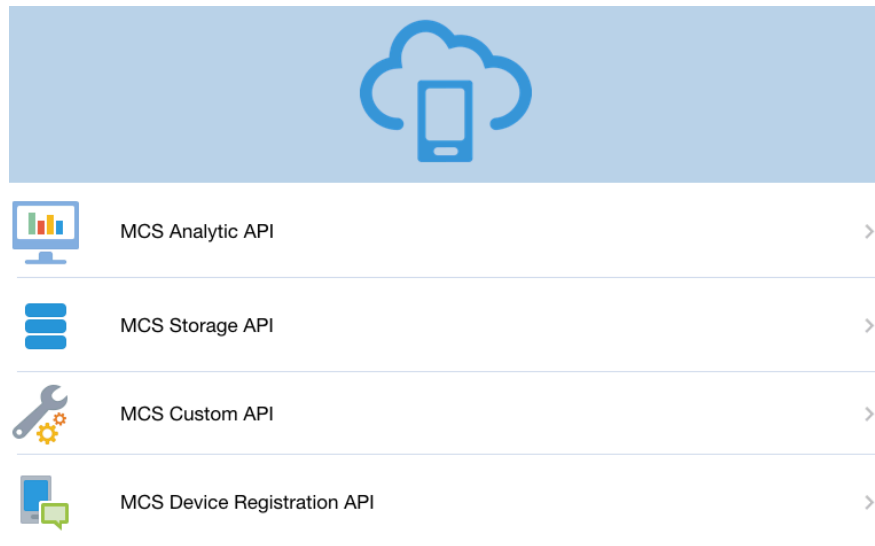 MCS Analytic API
MCS Storage API
MCS Custom API
MCS Device Registration API